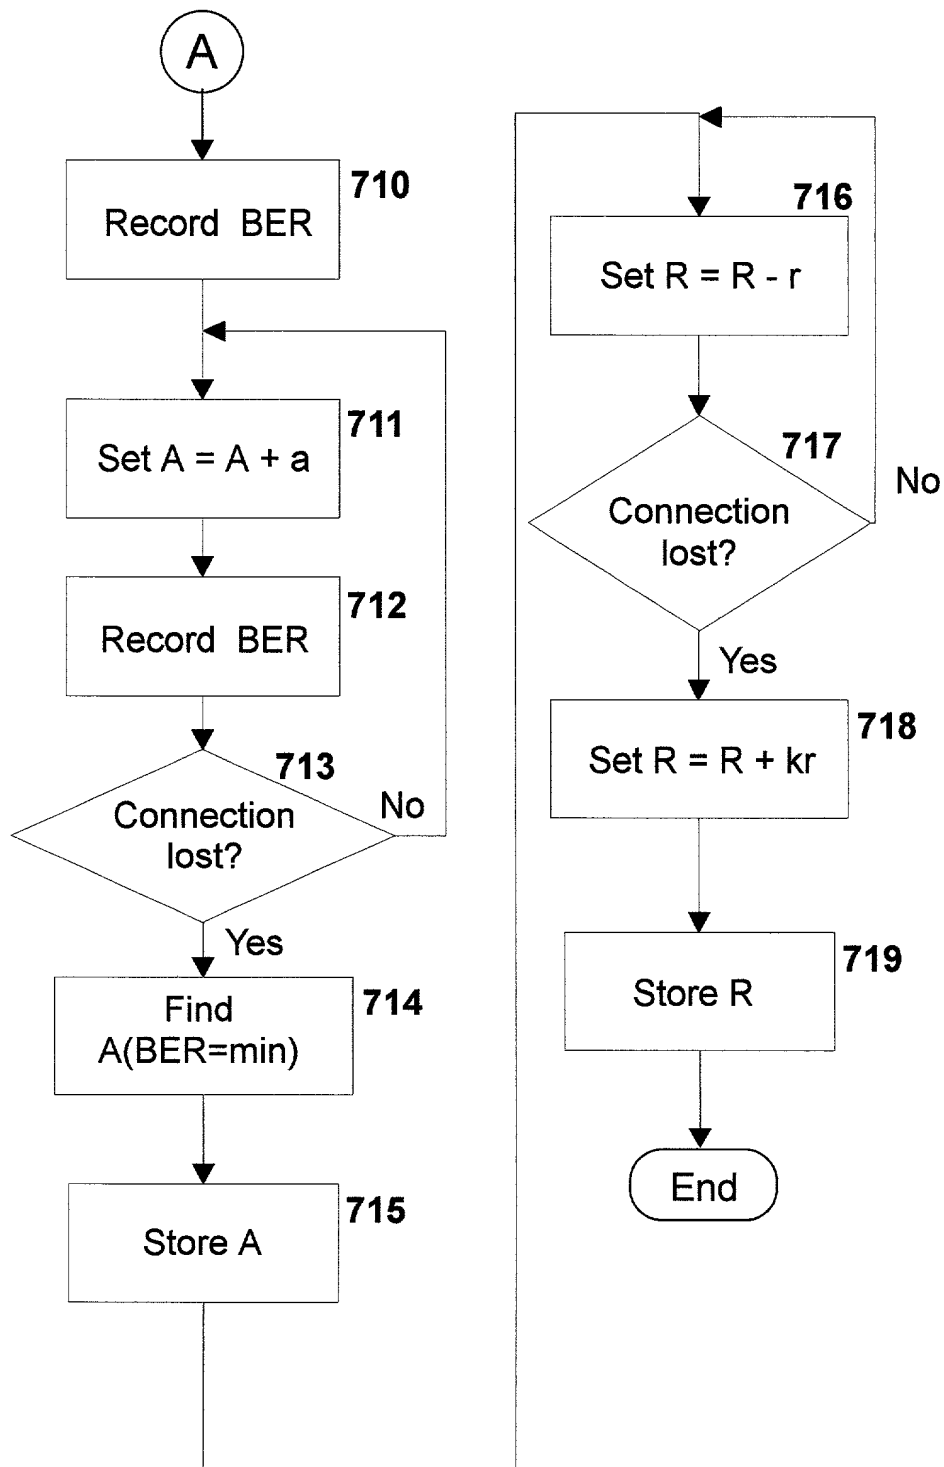 A
710
Record BER
711
Set A = A + a
712
Record BER
713
Connection
lost?
No
Yes
714
Find
A(BER=min)
715
Store A
716
Set R = R - r
717
Connection
lost?
No
Yes
718
Set R = R + kr
719
Store R
End